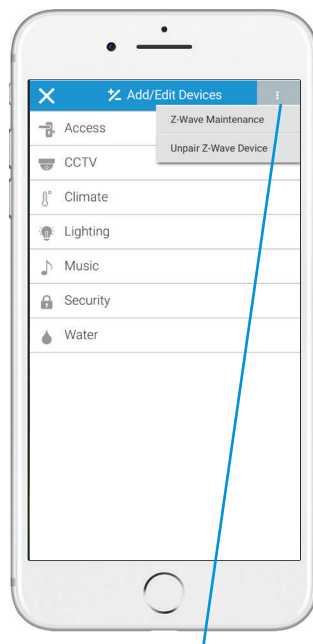 Add/Edit Devices
Z-Wave Maintenance
Unpair Z-Wave Device
Access
CCTV
Climate
Lighting
Music
Security
Water